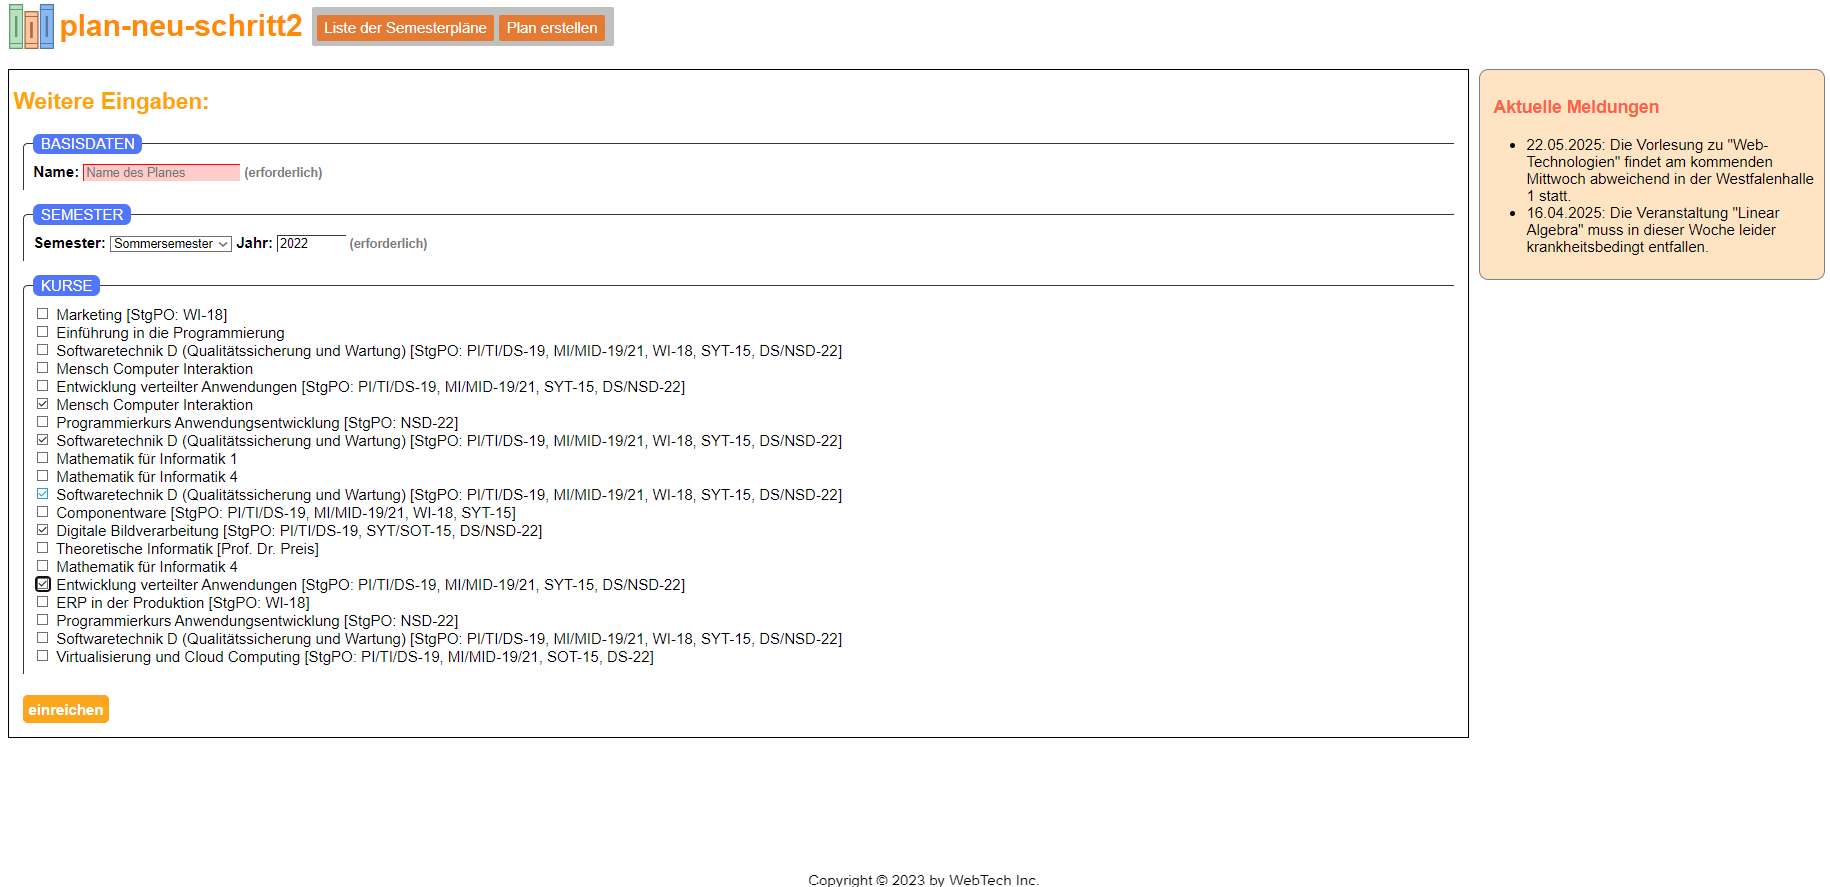 plan-neu-schritt2
Liste der Semesterpläne
Plan erstellen
Weitere Eingaben:
BASISDATEN
Name: Name des Planes (erforderlich)
SEMESTER
Semester: Sommersemester Jahr: 2022 (erforderlich)
KURSE
Marketing [StgPO: WI-18]
Einführung in die Programmierung
Softwaretechnik D (Qualitätssicherung und Wartung) [StgPO: PI/TI/DS-19, MI/MID-19/21, WI-18, SYT-15, DS/NSD-22]
Mensch Computer Interaktion
Entwicklung verteilter Anwendungen [StgPO: PI/TI/DS-19, MI/MID-19/21, SYT-15, DS/NSD-22]
Mensch Computer Interaktion
Programmierkurs Anwendungsentwicklung [StgPO: NSD-22]
Softwaretechnik D (Qualitätssicherung und Wartung) [StgPO: PI/TI/DS-19, MI/MID-19/21, WI-18, SYT-15, DS/NSD-22]
Mathematik für Informatik 1
Mathematik für Informatik 4
Softwaretechnik D (Qualitätssicherung und Wartung) [StgPO: PI/TI/DS-19, MI/MID-19/21, WI-18, SYT-15, DS/NSD-22]
Componentware [StgPO: PI/TI/DS-19, MI/MID-19/21, WI-18, SYT-15]
Digitale Bildverarbeitung [StgPO: PI/TI/DS-19, SYT/SOT-15, DS/NSD-22]
Theoretische Informatik [Prof. Dr. Preis]
Mathematik für Informatik 4
Entwicklung verteilter Anwendungen [StgPO: PI/TI/DS-19, MI/MID-19/21, SYT-15, DS/NSD-22]
ERP in der Produktion [StgPO: WI-18]
Programmierkurs Anwendungsentwicklung [StgPO: NSD-22]
Softwaretechnik D (Qualitätssicherung und Wartung) [StgPO: PI/TI/DS-19, MI/MID-19/21, WI-18, SYT-15, DS/NSD-22]
Virtualisierung und Cloud Computing [StgPO: PI/TI/DS-19, MI/MID-19/21, SOT-15, DS-22]
einreichen
Aktuelle Meldungen
22.05.2025: Die Vorlesung zu "Web-
Technologien" findet am kommenden
Mittwoch abweichend in der Westfalenhalle
1 statt.
16.04.2025: Die Veranstaltung "Linear
Algebra" muss in dieser Woche leider
krankheitsbedingt entfallen.
Copyright © 2023 by WebTech Inc.